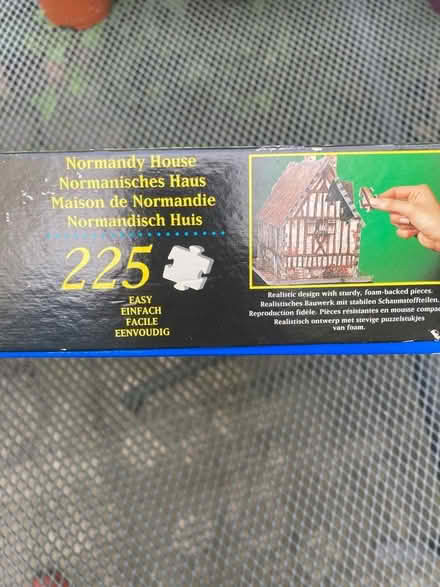 Normandy House
Normanisches Haus
Maison de Normandie
Normandisch Huis
225
EASY
EINFACH
FACILE
EENVOUDIG
Realistic design with sturdy, foam-backed pieces.
Realistisches Bauwerk mit stabilen Schaumstoffteilen.
Reproduction fidèle. Pièces résistantes en mousse
Realistisch ontwerp met stevige puzzelstukjes
van foam.